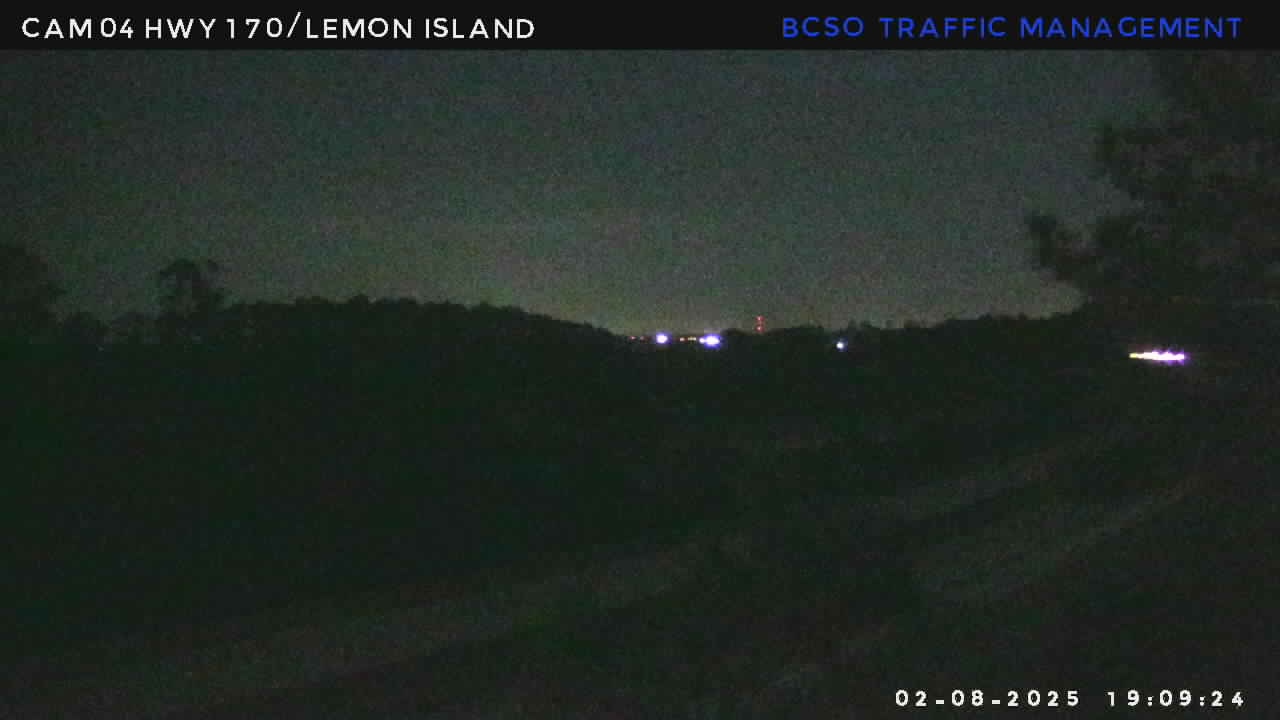 CAM04 HWY 170/LEMON ISLAND
BCSO TRAFFIC MANAGEMENT
02-08-2025 19:09:24